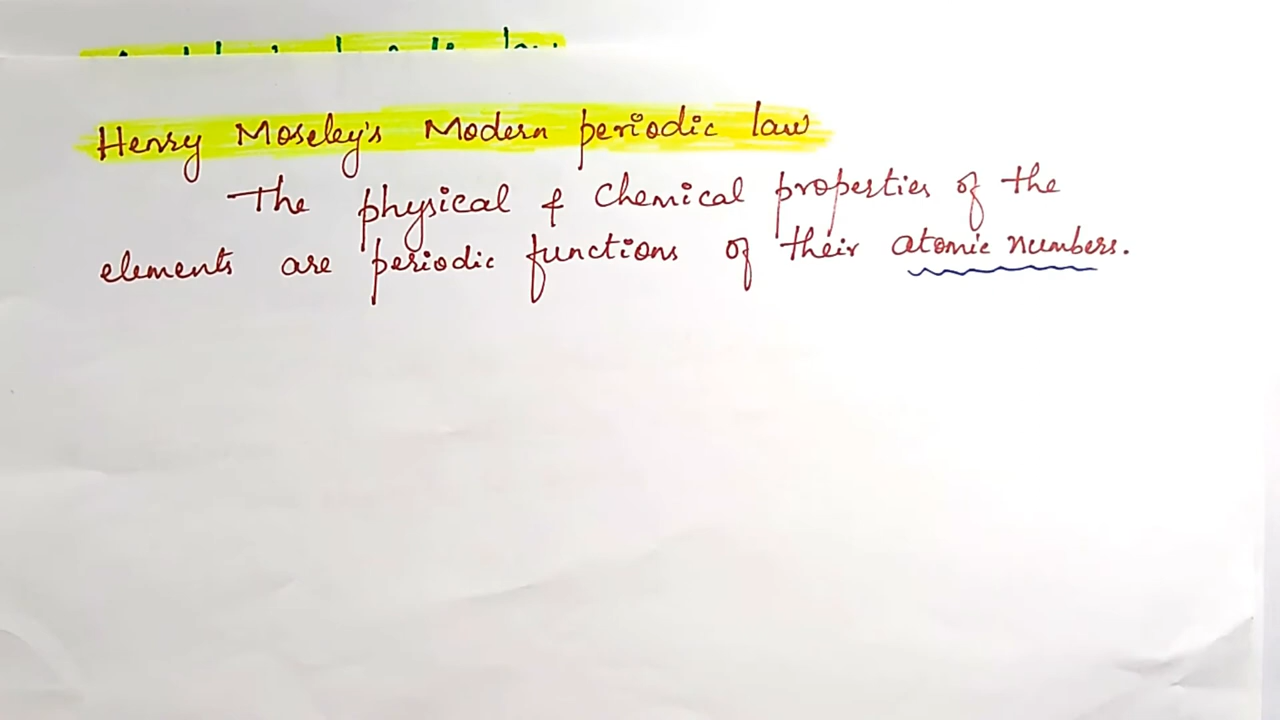 Henry Moseley's Modern periodic law
The physical & Chemical properties of the
elements are periodic functions of their atomic numbers.